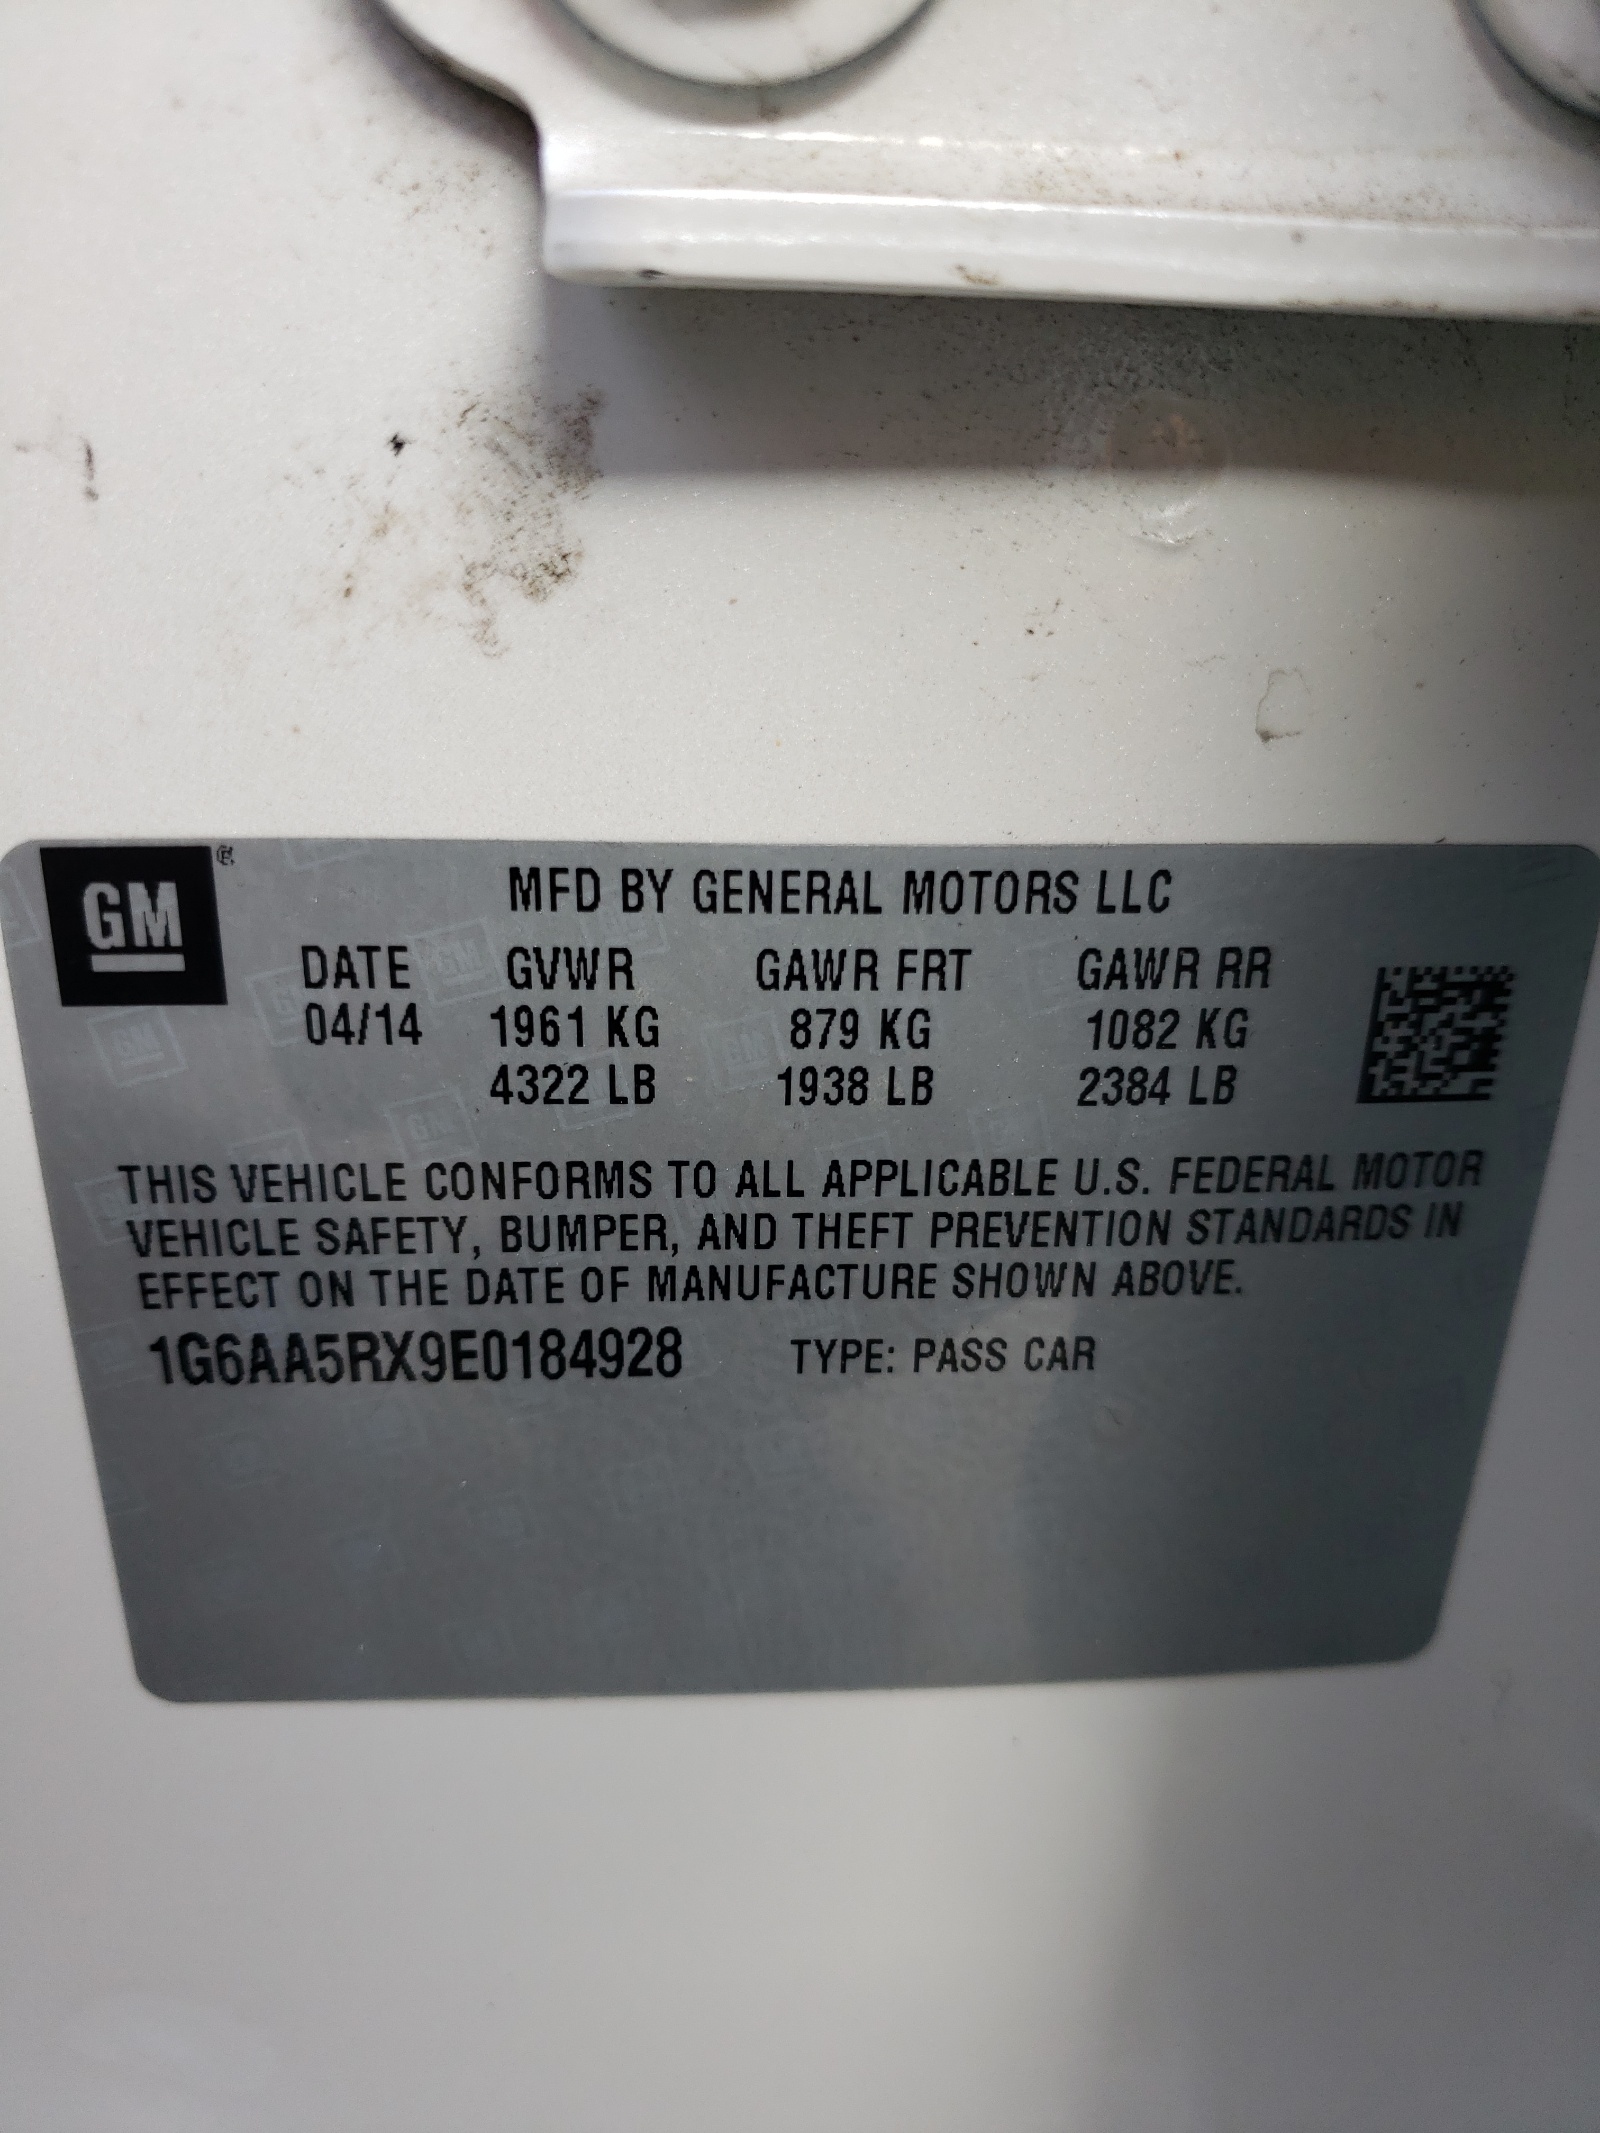 GM
MFD BY GENERAL MOTORS LLC
DATE GVWR GAWR FRT GAWR RR
04/14 1961 KG 879 KG 1082 KG
4322 LB 1938 LB 2384 LB
THIS VEHICLE CONFORMS TO ALL APPLICABLE U.S. FEDERAL MOTOR
VEHICLE SAFETY, BUMPER, AND THEFT PREVENTION STANDARDS IN
EFFECT ON THE DATE OF MANUFACTURE SHOWN ABOVE.
1G6AA5RX9E0184928 TYPE: PASS CAR